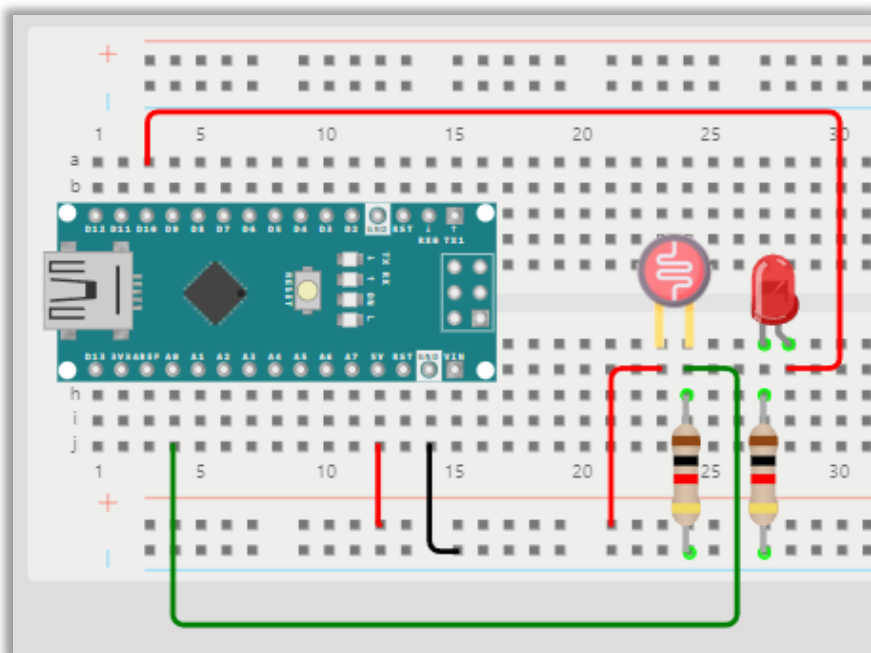 +
1 5 10 15 20 25 30
a
b
D12 D11 D10 D9 D8 D7 D6 D5 D4 D3 D2 GND RST ↓ ↑
RX0 TX1
RESET
TX
RX
ON
L
D13 3V3 AREF A0 A1 A2 A3 A4 A5 A6 A7 5V RST GND VIN
h
i
j
1 5 10 15 20 25 30
+